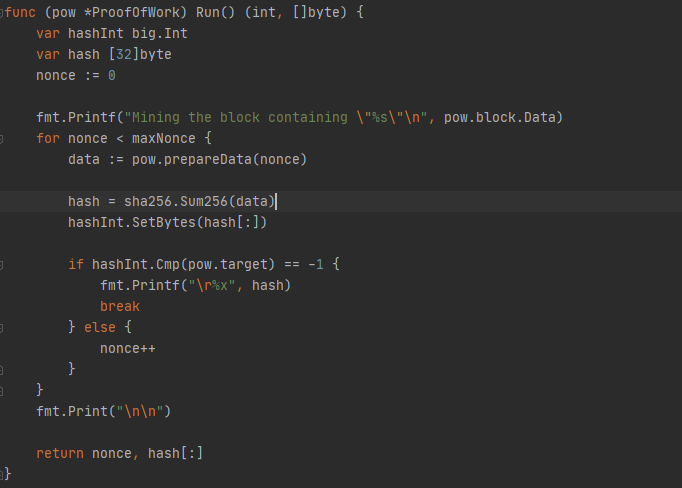 func (pow *ProofOfWork) Run() (int, []byte) {
    var hashInt big.Int
    var hash [32]byte
    nonce := 0

    fmt.Printf("Mining the block containing \"%s\"\n", pow.block.Data)
    for nonce < maxNonce {
        data := pow.prepareData(nonce)

        hash = sha256.Sum256(data)
        hashInt.SetBytes(hash[:])

        if hashInt.Cmp(pow.target) == -1 {
            fmt.Printf("\r%x", hash)
            break
        } else {
            nonce++
        }
    }
    fmt.Print("\n\n")

    return nonce, hash[:]
}